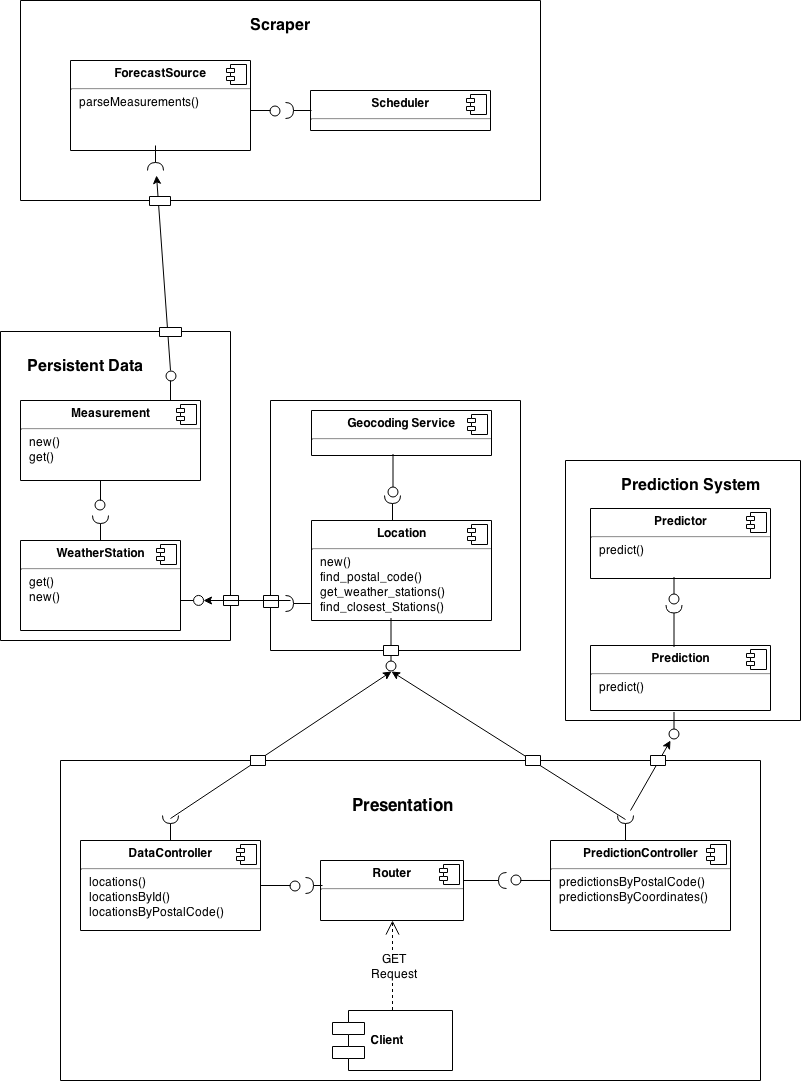 Scraper
ForecastSource
parseMeasurements()
Scheduler
Persistent Data
Measurement
new()
get()
WeatherStation
get()
new()
Geocoding Service
Location
new()
find_postal_code()
get_weather_stations()
find_closest_Stations()
Prediction System
Predictor
predict()
Prediction
predict()
Presentation
DataController
locations()
locationsById()
locationsByPostalCode()
Router
PredictionController
predictionsByPostalCode()
predictionsByCoordinates()
GET
Request
Client